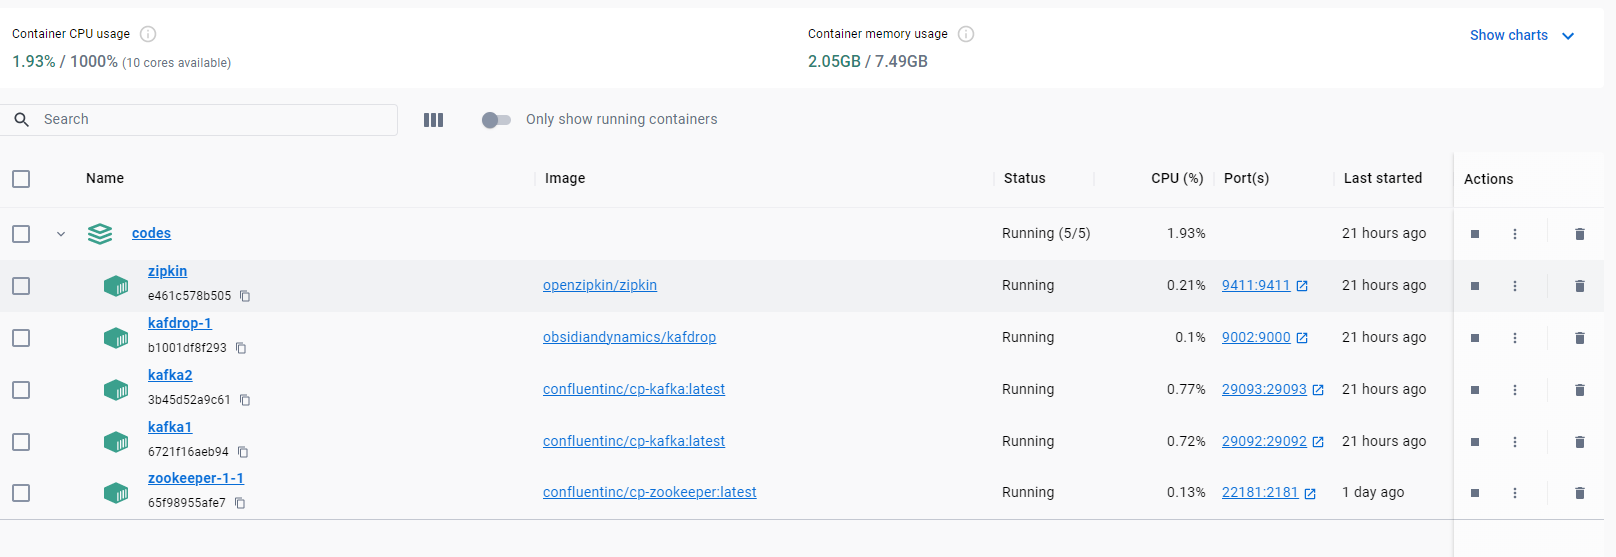 Container CPU usage
1.93% / 1000% (10 cores available)
Container memory usage
2.05GB / 7.49GB
Show charts
Search
Only show running containers
Name Image Status CPU (%) Port(s) Last started Actions
codes Running (5/5) 1.93% 21 hours ago
zipkin
e461c578b505
openzipkin/zipkin Running 0.21% 9411:9411 21 hours ago
kafdrop-1
b1001df8f293
obsidiandynamics/kafdrop Running 0.1% 9002:9000 21 hours ago
kafka2
3b45d52a9c61
confluentinc/cp-kafka:latest Running 0.77% 29093:29093 21 hours ago
kafka1
6721f16aeb94
confluentinc/cp-kafka:latest Running 0.72% 29092:29092 21 hours ago
zookeeper-1-1
65f98955afe7
confluentinc/cp-zookeeper:latest Running 0.13% 22181:2181 1 day ago